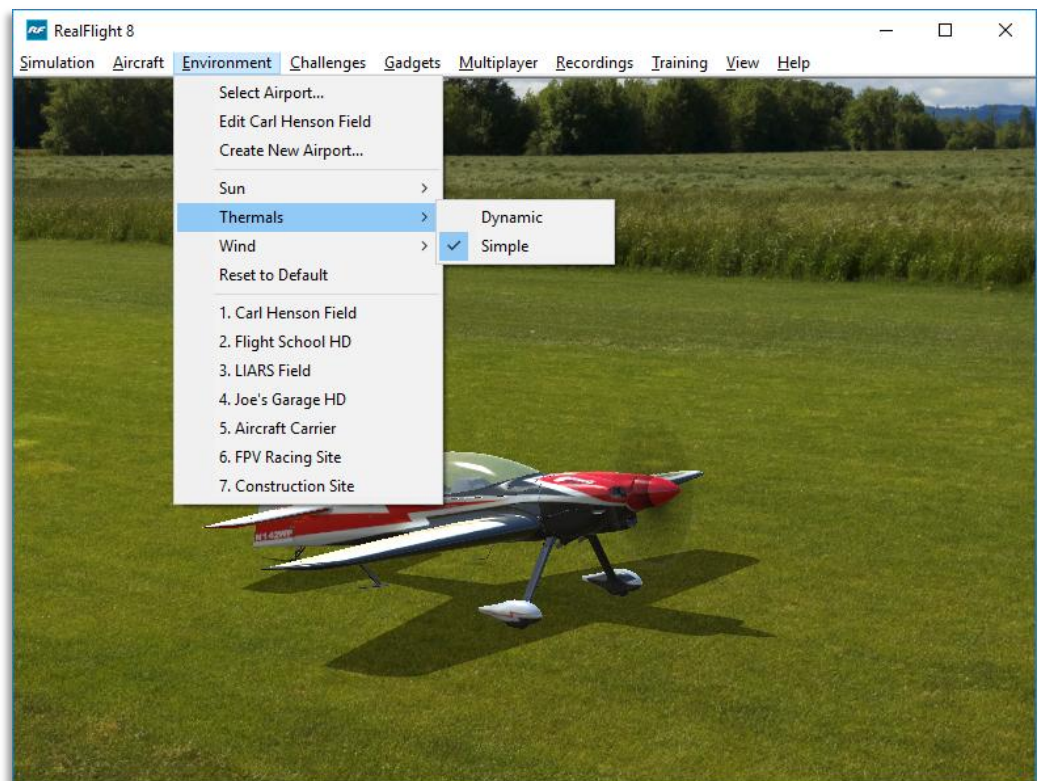 RF RealFlight 8
Simulation Aircraft Environment Challenges Gadgets Multiplayer Recordings Training View Help
Select Airport...
Edit Carl Henson Field
Create New Airport...
Sun
Thermals
Dynamic
Wind
Simple
Reset to Default
1. Carl Henson Field
2. Flight School HD
3. LIARS Field
4. Joe's Garage HD
5. Aircraft Carrier
6. FPV Racing Site
7. Construction Site
N142WP